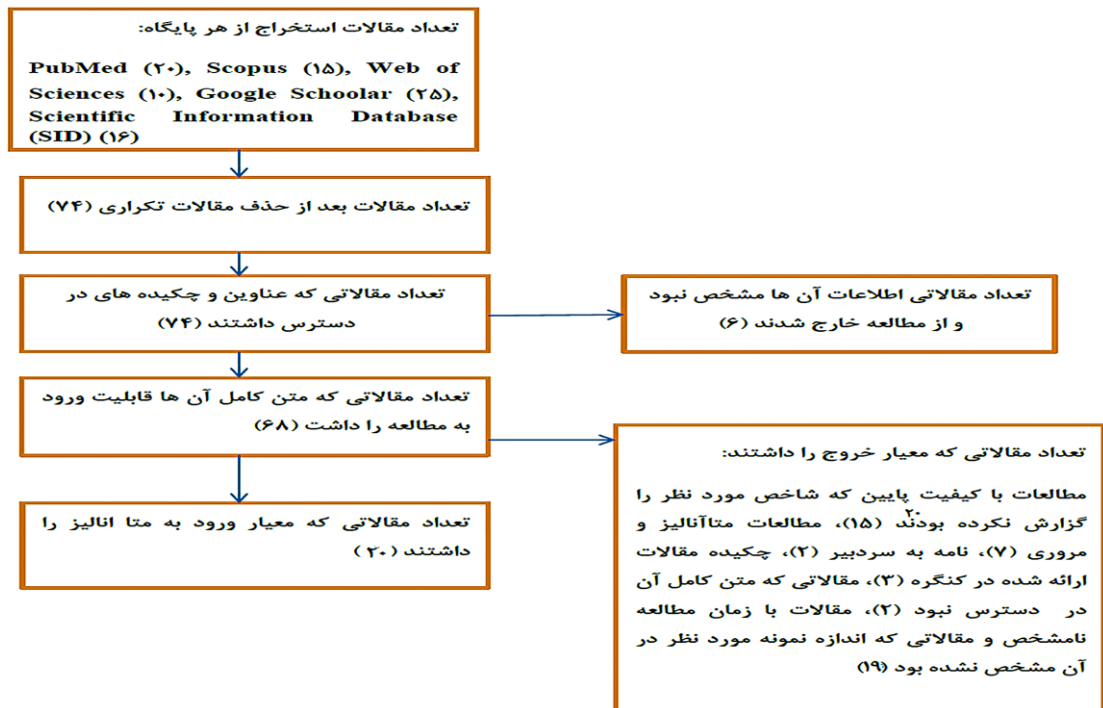 تعداد مقالات استخراج از هر پایگاه:
PubMed (۲۰), Scopus (۱۵), Web of
Sciences (۱۰), Google Schoolar (۲۵),
Scientific Information Database
(SID) (۱۶)
تعداد مقالات بعد از حذف مقالات تکراری (۷۴)
تعداد مقالاتی که عناوین و چکیده های در
دسترس داشتند (۷۴)
تعداد مقالاتی اطلاعات آن ها مشخص نبود
و از مطالعه خارج شدند (۶)
تعداد مقالاتی که متن کامل آن ها قابلیت ورود
به مطالعه را داشت (۶۸)
تعداد مقالاتی که معیار خروج را داشتند:
مطالعات با کیفیت پایین که شاخص مورد نظر را
گزارش نکرده بودند (۱۵)، مطالعات متاآنالیز و
۲۰
مروری (۷)، نامه به سردبیر (۲)، چکیده مقالات
ارائه شده در کنگره (۳)، مقالاتی که متن کامل آن
در دسترس نبود (۲)، مقالات با زمان مطالعه
نامشخص و مقالاتی که اندازه نمونه مورد نظر در
آن مشخص نشده بود (۱۹)
تعداد مقالاتی که معیار ورود به متا انالیز را
داشتند (۲۰)